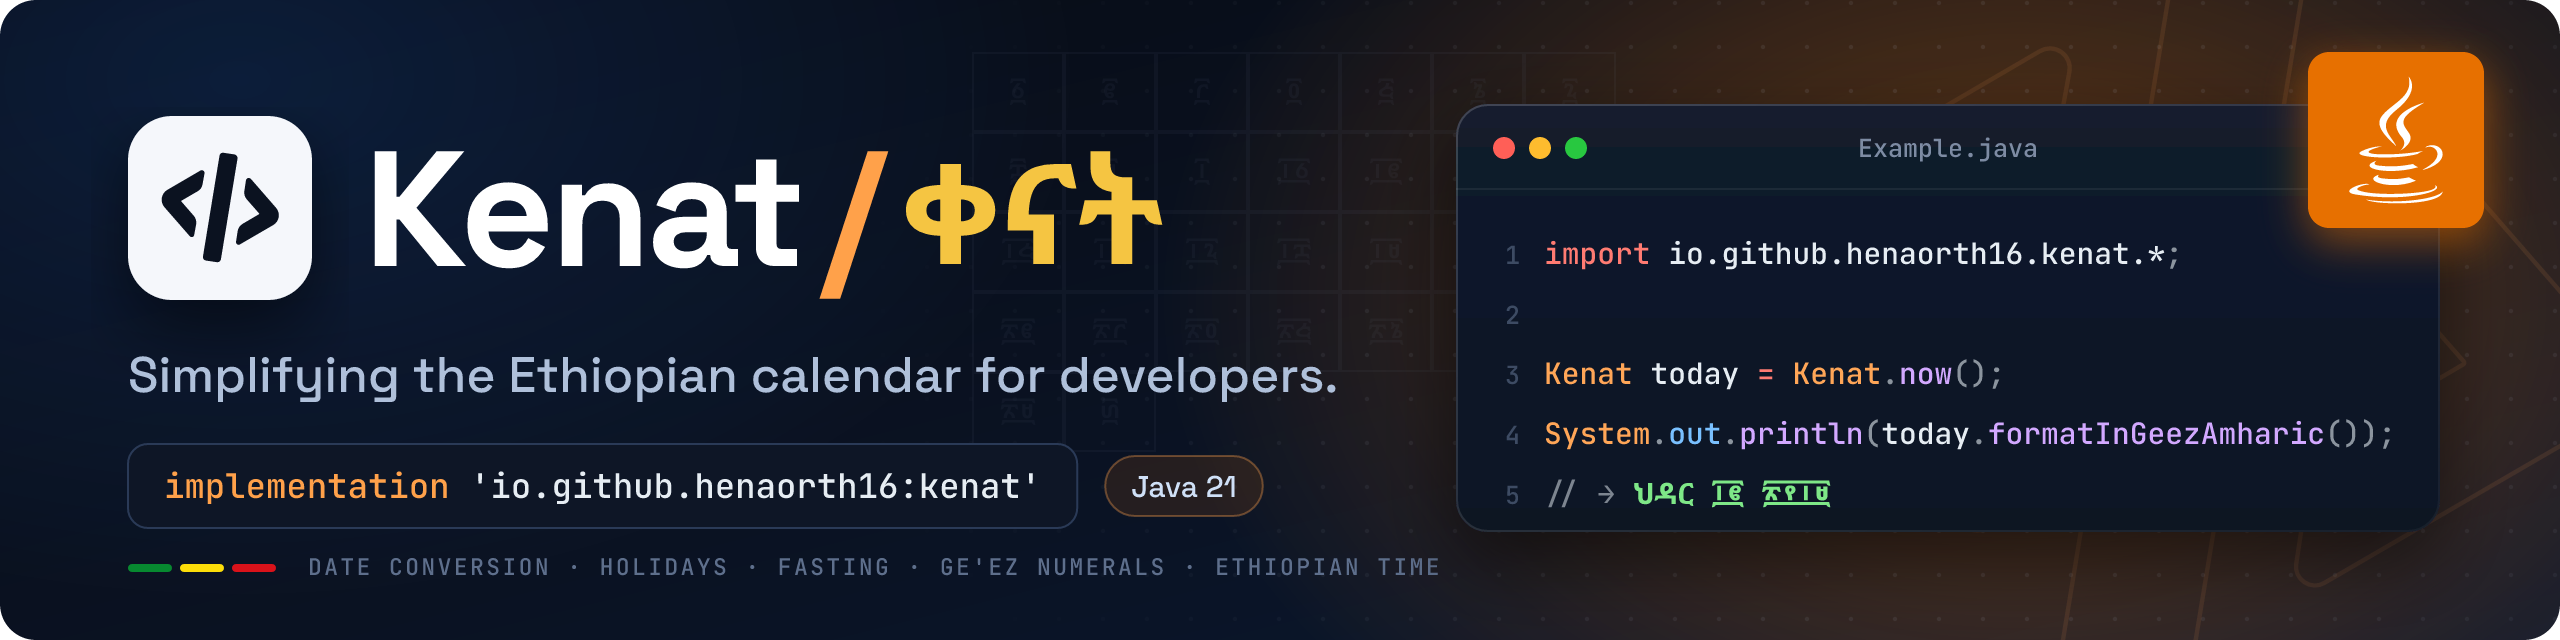 Kenat/ቀናት
Simplifying the Ethiopian calendar for developers.
implementation 'io.github.henaorth16:kenat'
Java 21
DATE CONVERSION · HOLIDAYS · FASTING · GE'EZ NUMERALS · ETHIOPIAN TIME
Example.java
1 import io.github.henaorth16.kenat.*;
2
3 Kenat today = Kenat.now();
4 System.out.println(today.formatInGeezAmharic());
5 // → ህዳር ፲፪ ፳፻፲፰